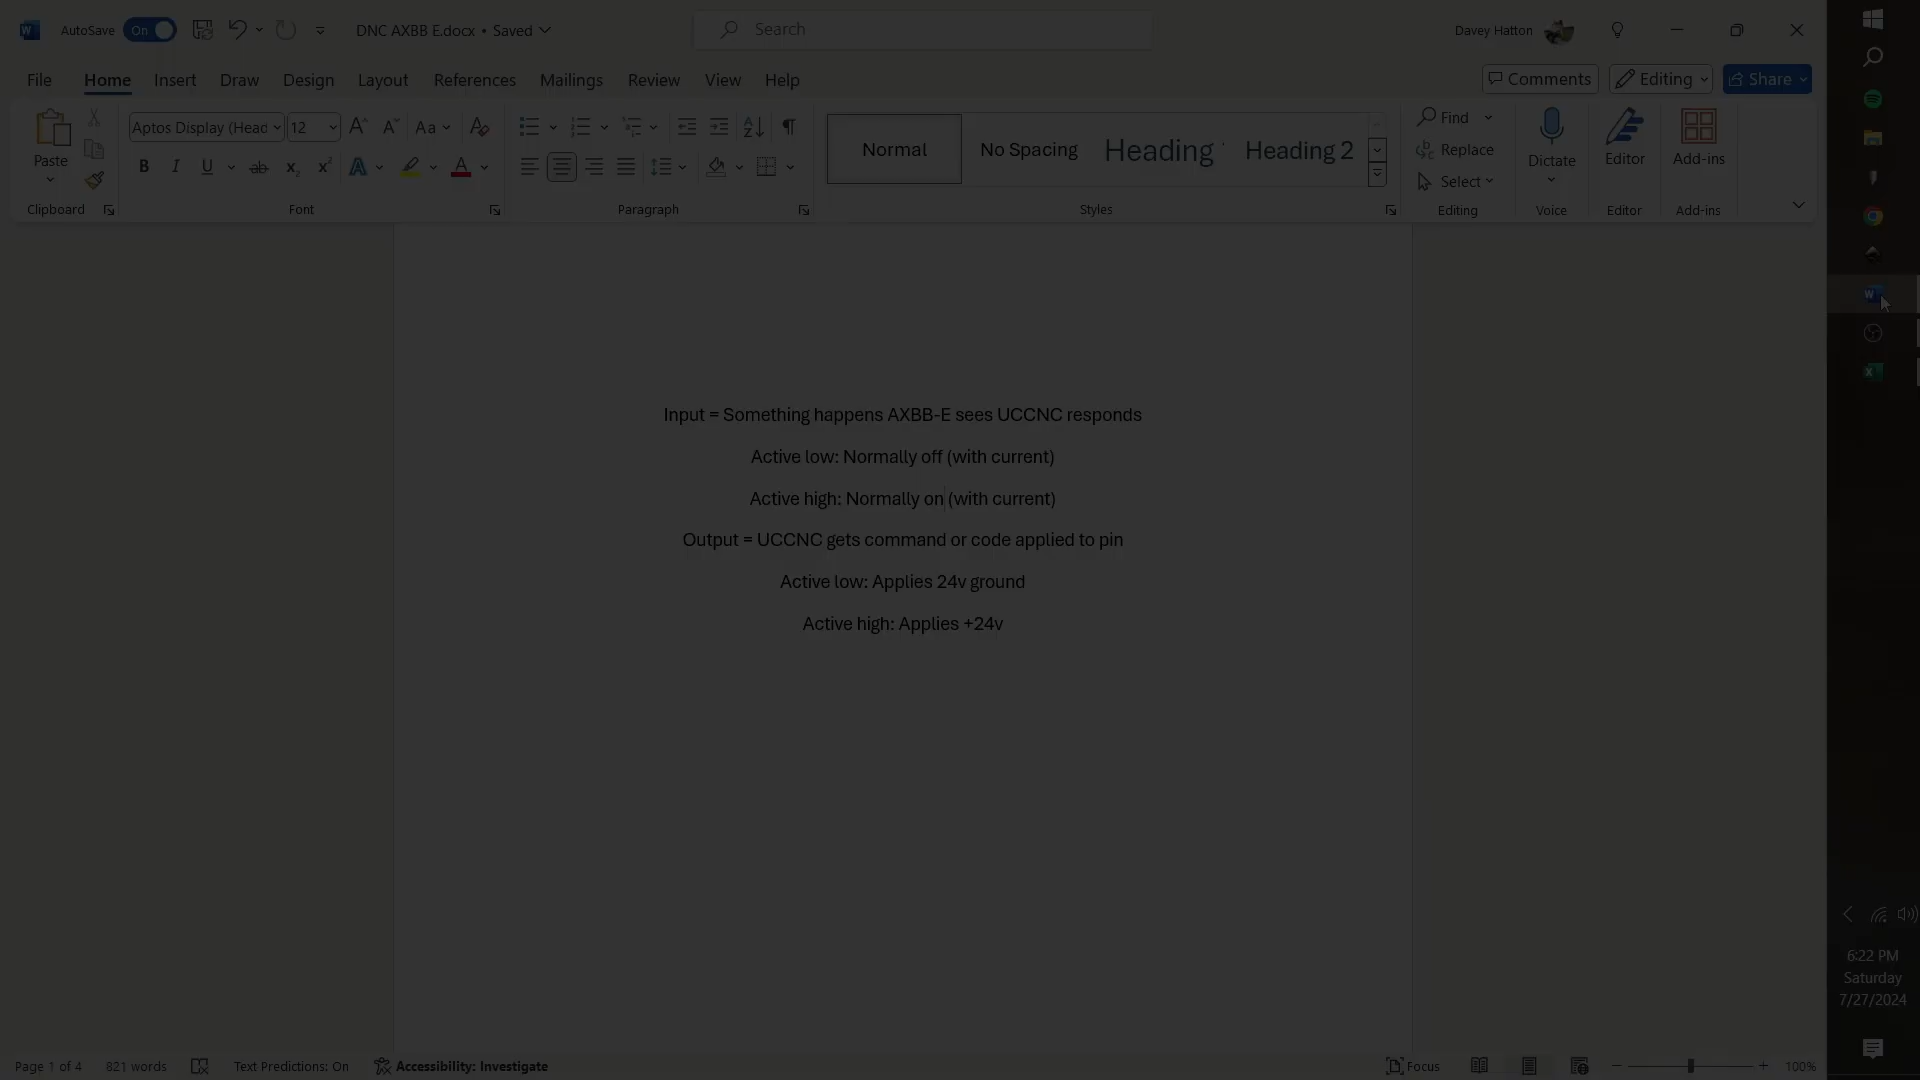 AutoSave On DNC AXBB E.docx • Saved Search Davey Hatton
File Home Insert Draw Design Layout References Mailings Review View Help Comments Editing Share
Paste
Clipboard
Aptos Display (Head 12 Aa
B I U ab x2 x2 A A
Font
Paragraph
Normal No Spacing Heading Heading 2
Styles
Find
Replace
Select
Editing
Dictate
Voice
Editor
Editor
Add-ins
Add-ins
Input = Something happens AXBB-E sees UCCNC responds
Active low: Normally off (with current)
Active high: Normally on (with current)
Output = UCCNC gets command or code applied to pin
Active low: Applies 24v ground
Active high: Applies +24v
6:22 PM
Saturday
7/27/2024
Page 1 of 4 821 words Text Predictions: On Accessibility: Investigate Focus 100%